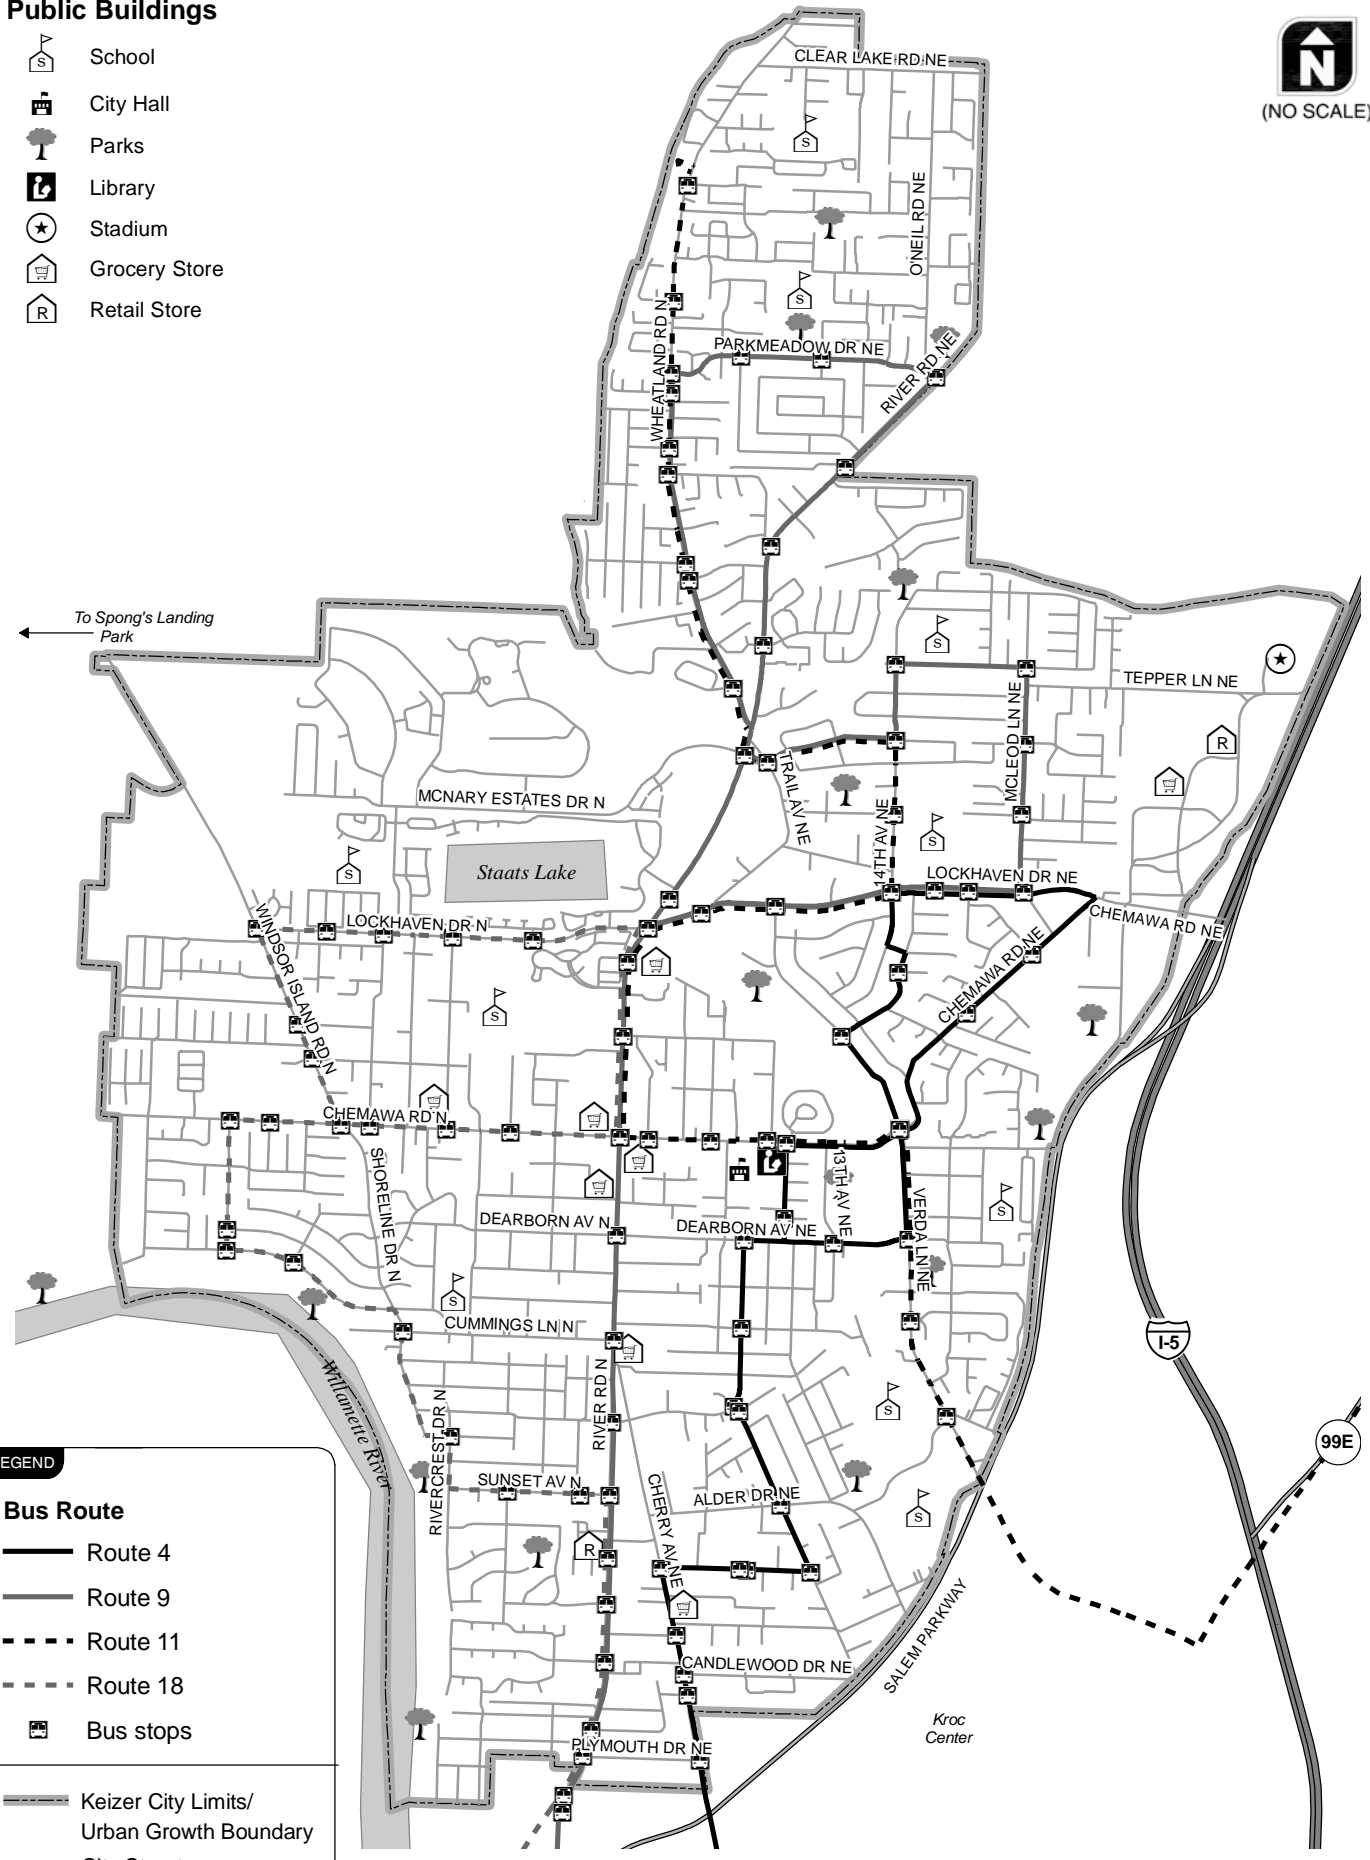 Public Buildings
School
City Hall
Parks
Library
Stadium
Grocery Store
Retail Store
N
(NO SCALE)
CLEAR LAKE RD NE
O'NEIL RD NE
WHEATLAND RD N
PARKMEADOW DR NE
RIVER RD NE
To Spong's Landing
Park
TEPPER LN NE
MCLEOD LN NE
TRAIL AV NE
MCNARY ESTATES DR N
14TH AV NE
Staats Lake
LOCKHAVEN DR NE
LOCKHAVEN DR N
WINDSOR ISLAND RD N
CHEMAWA RD NE
CHEMAWA RD NE
CHEMAWA RD N
SHORELINE DR N
13TH AV NE
VERDA LN NE
DEARBORN AV N
DEARBORN AV NE
CUMMINGS LN N
Willamette River
RIVER RD N
RIVERCREST DR N
I-5
99E
SUNSET AV N
CHERRY AV NE
ALDER DR NE
SALEM PARKWAY
CANDLEWOOD DR NE
Kroc
Center
PLYMOUTH DR NE
EGEND
Bus Route
Route 4
Route 9
Route 11
Route 18
Bus stops
Keizer City Limits/
Urban Growth Boundary